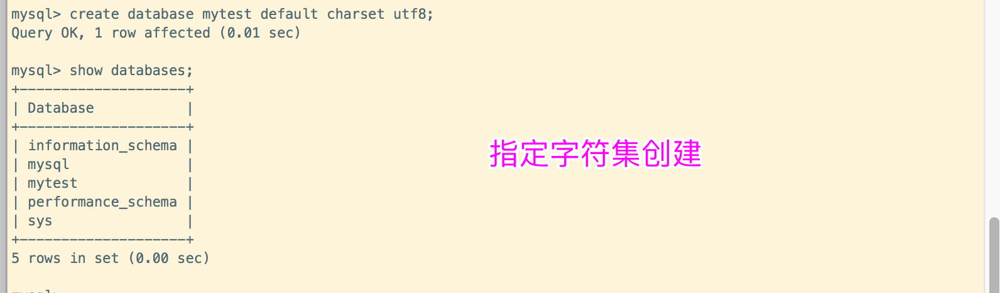 mysql> create database mytest default charset utf8;
Query OK, 1 row affected (0.01 sec)
mysql> show databases;
+--------------------+
| Database           |
+--------------------+
| information_schema |
| mysql              |
| mytest             |
| performance_schema |
| sys                |
+--------------------+
5 rows in set (0.00 sec)
指定字符集创建